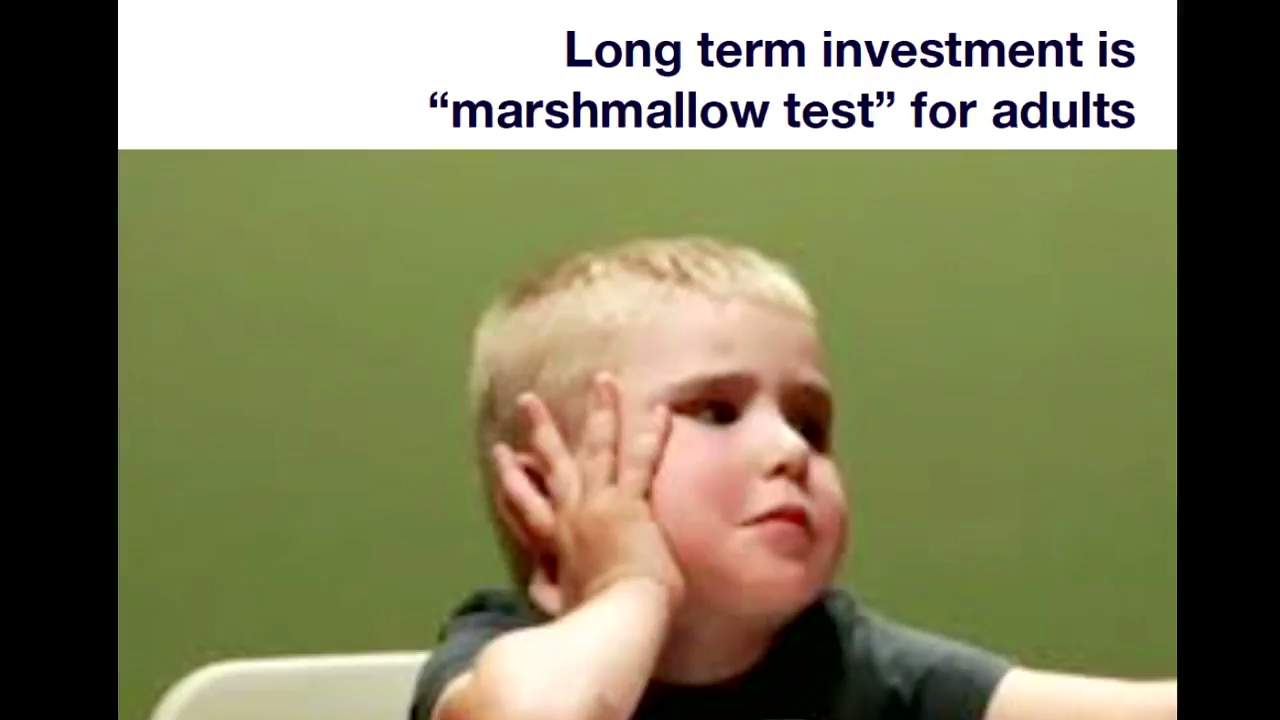 Long term investment is
“marshmallow test” for adults